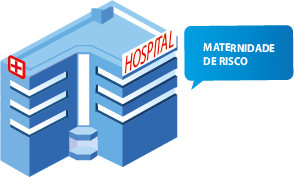 HOSPITAL
MATERNIDADE
DE RISCO